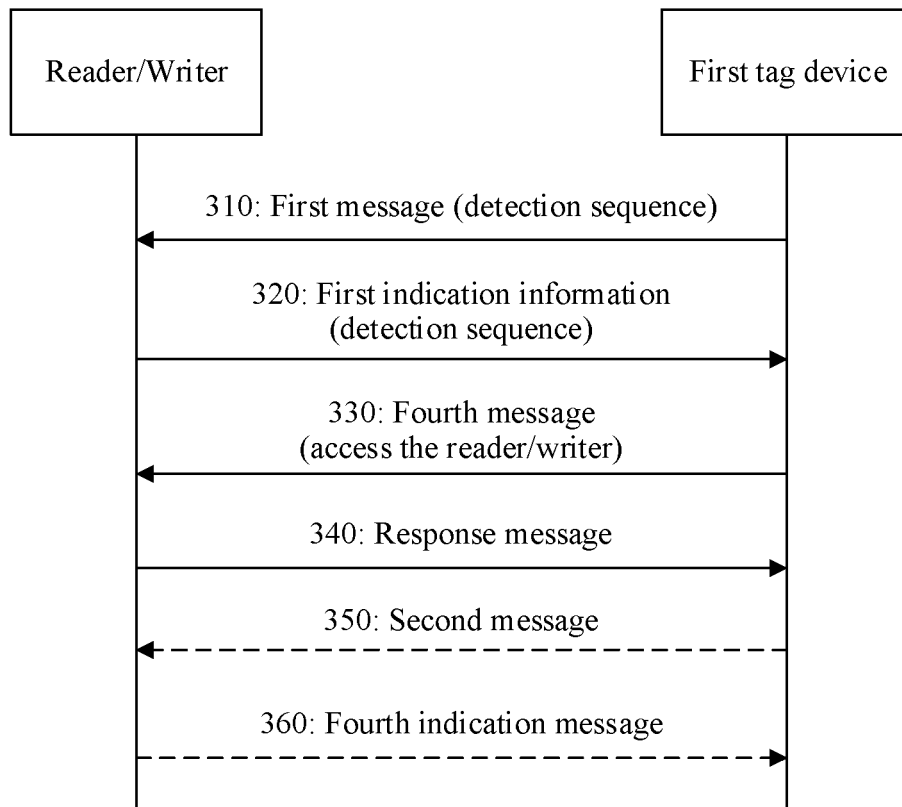 Reader/Writer
First tag device
310: First message (detection sequence)
320: First indication information
(detection sequence)
330: Fourth message
(access the reader/writer)
340: Response message
350: Second message
360: Fourth indication message